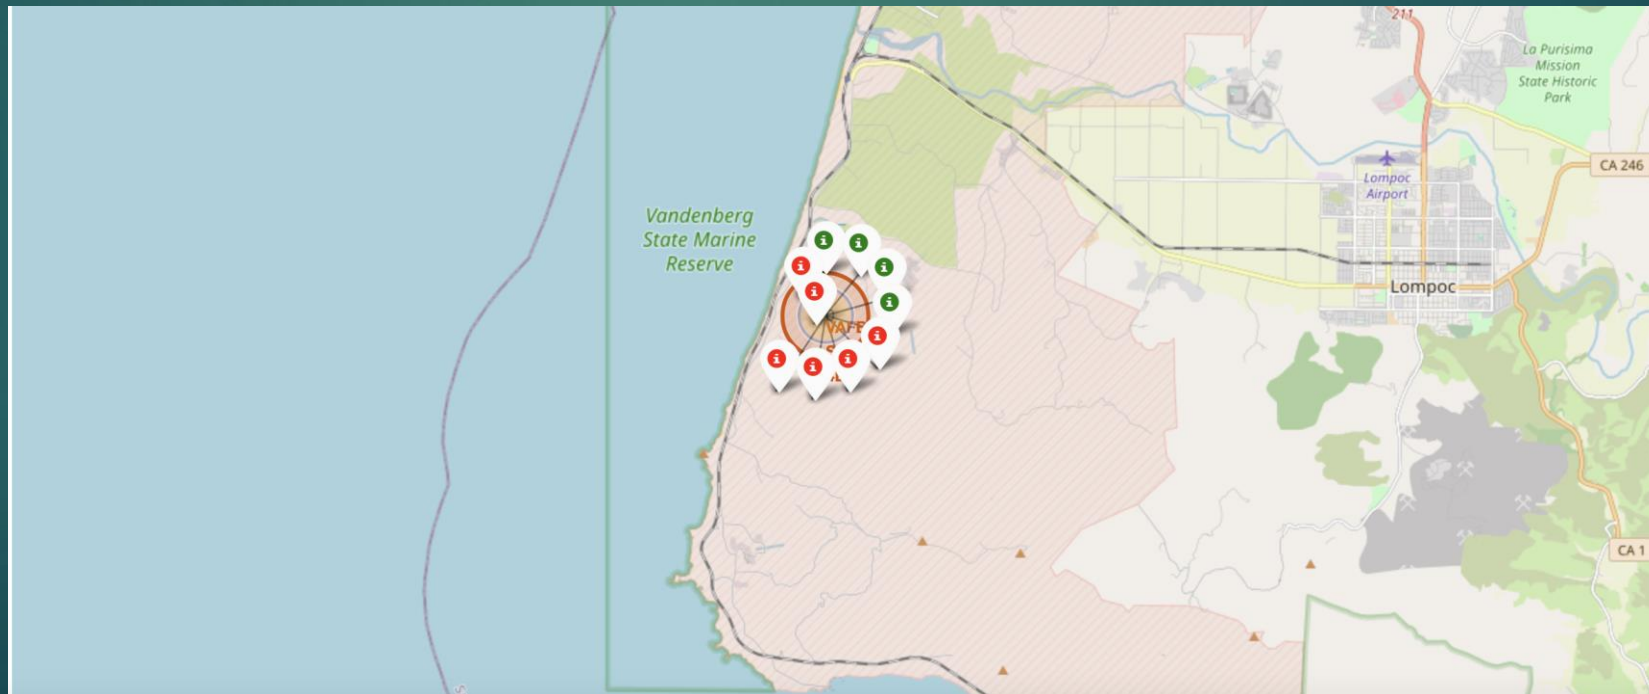 211
La Purisima
Mission
State Historic
Park
CA 246
Lompoc
Airport
Vandenberg
State Marine
Reserve
Lompoc
CA 1